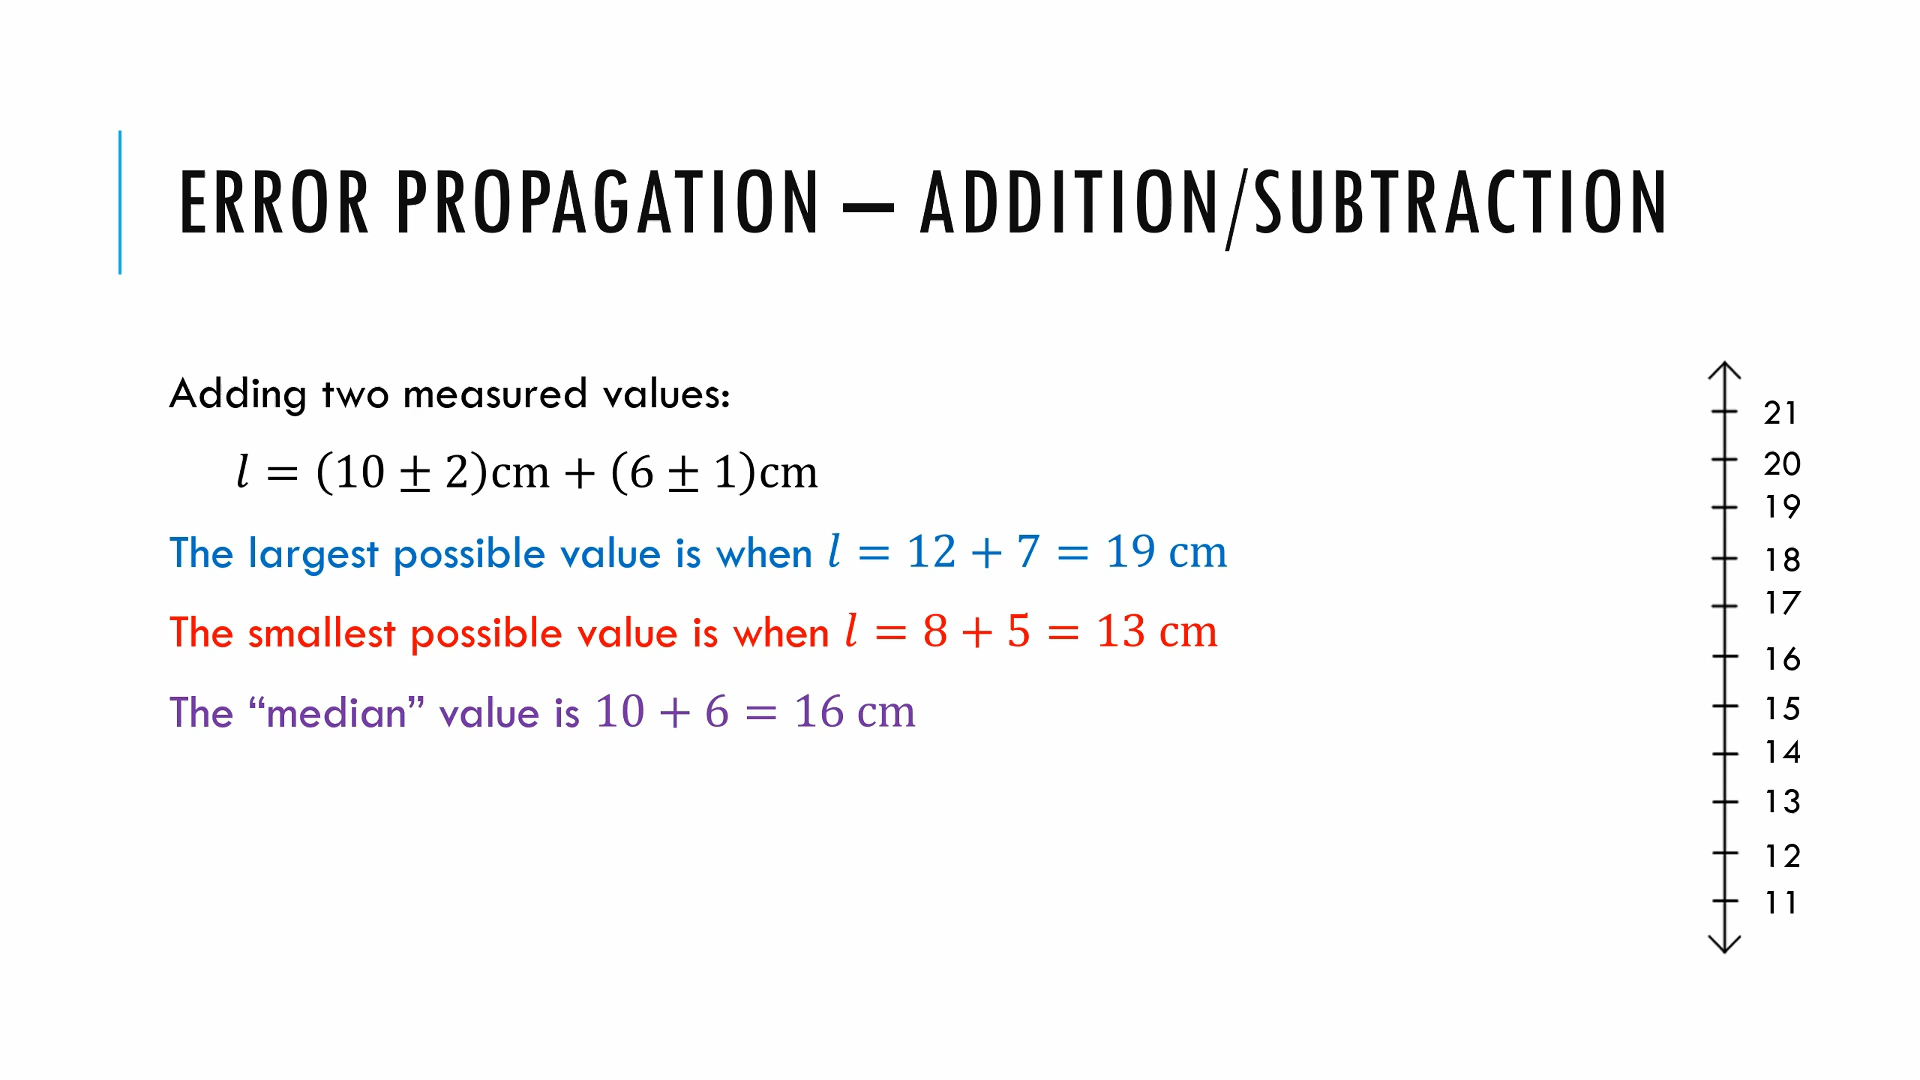 ERROR PROPAGATION – ADDITION/SUBTRACTION
Adding two measured values:
l = (10 ± 2)cm + (6 ± 1)cm
The largest possible value is when l = 12 + 7 = 19 cm
The smallest possible value is when l = 8 + 5 = 13 cm
The “median” value is 10 + 6 = 16 cm
21
20
19
18
17
16
15
14
13
12
11